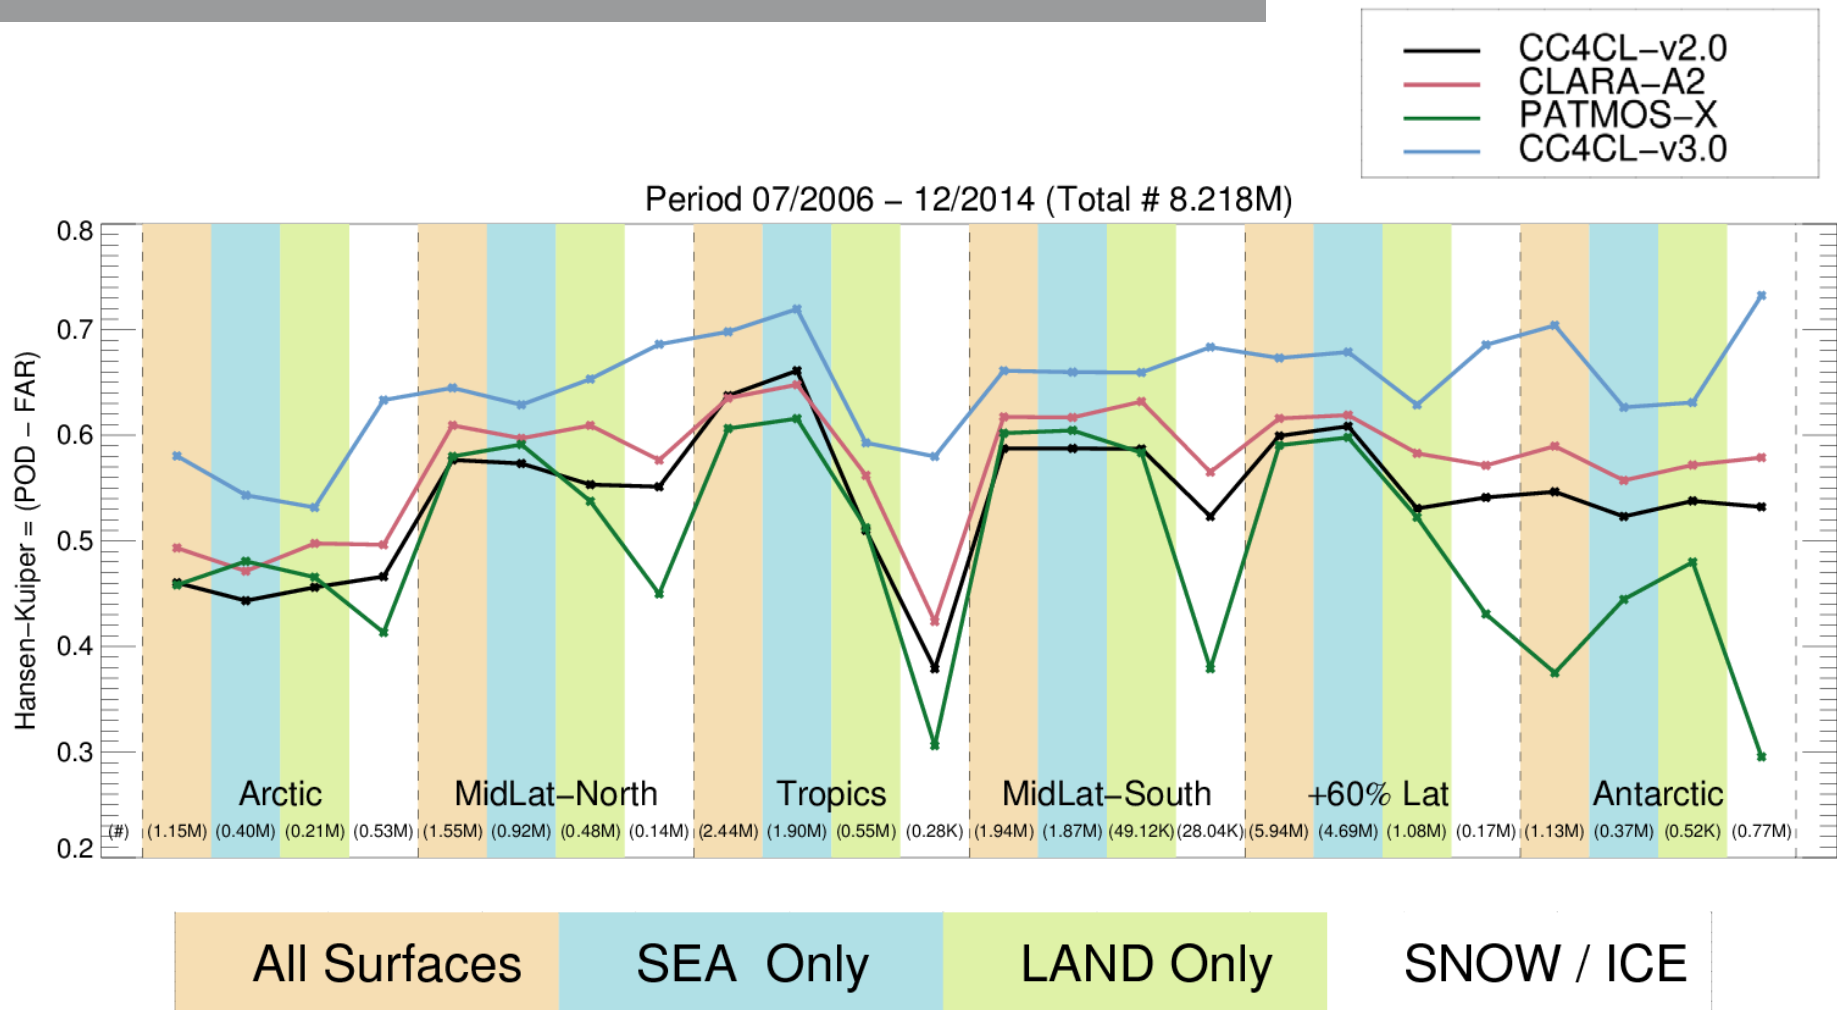 CC4CL−v2.0
CLARA−A2
PATMOS−X
CC4CL−v3.0
Period 07/2006 − 12/2014 (Total # 8.218M)
Hansen−Kuiper = (POD − FAR)
0.8
0.7
0.6
0.5
0.4
0.3
0.2
Arctic MidLat−North Tropics MidLat−South +60% Lat Antarctic
(#) (1.15M) (0.40M) (0.21M) (0.53M) (1.55M) (0.92M) (0.48M) (0.14M) (2.44M) (1.90M) (0.55M) (0.28K) (1.94M) (1.87M) (49.12K) (28.04K) (5.94M) (4.69M) (1.08M) (0.17M) (1.13M) (0.37M) (0.52K) (0.77M)
All Surfaces SEA Only LAND Only SNOW / ICE